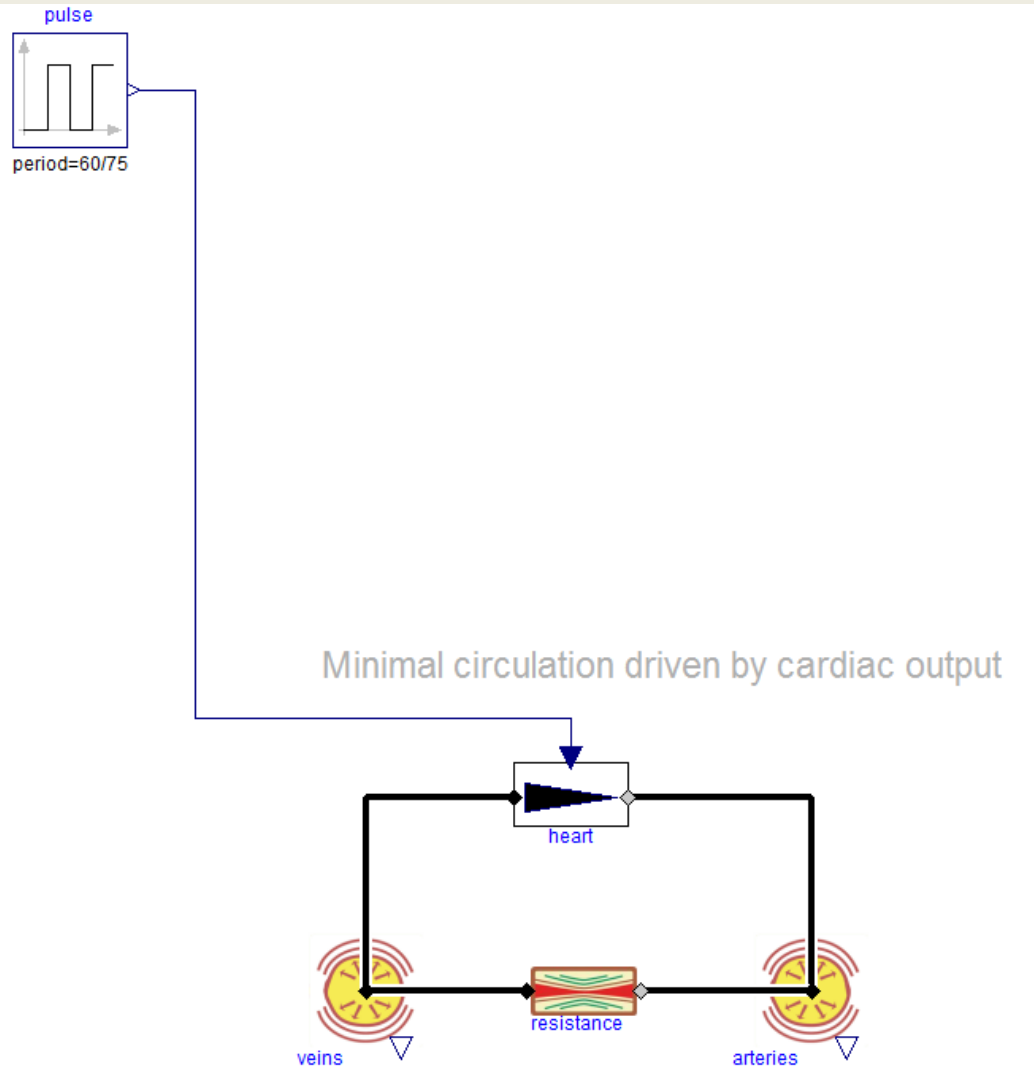 pulse
period=60/75
Minimal circulation driven by cardiac output
heart
resistance
veins
arteries